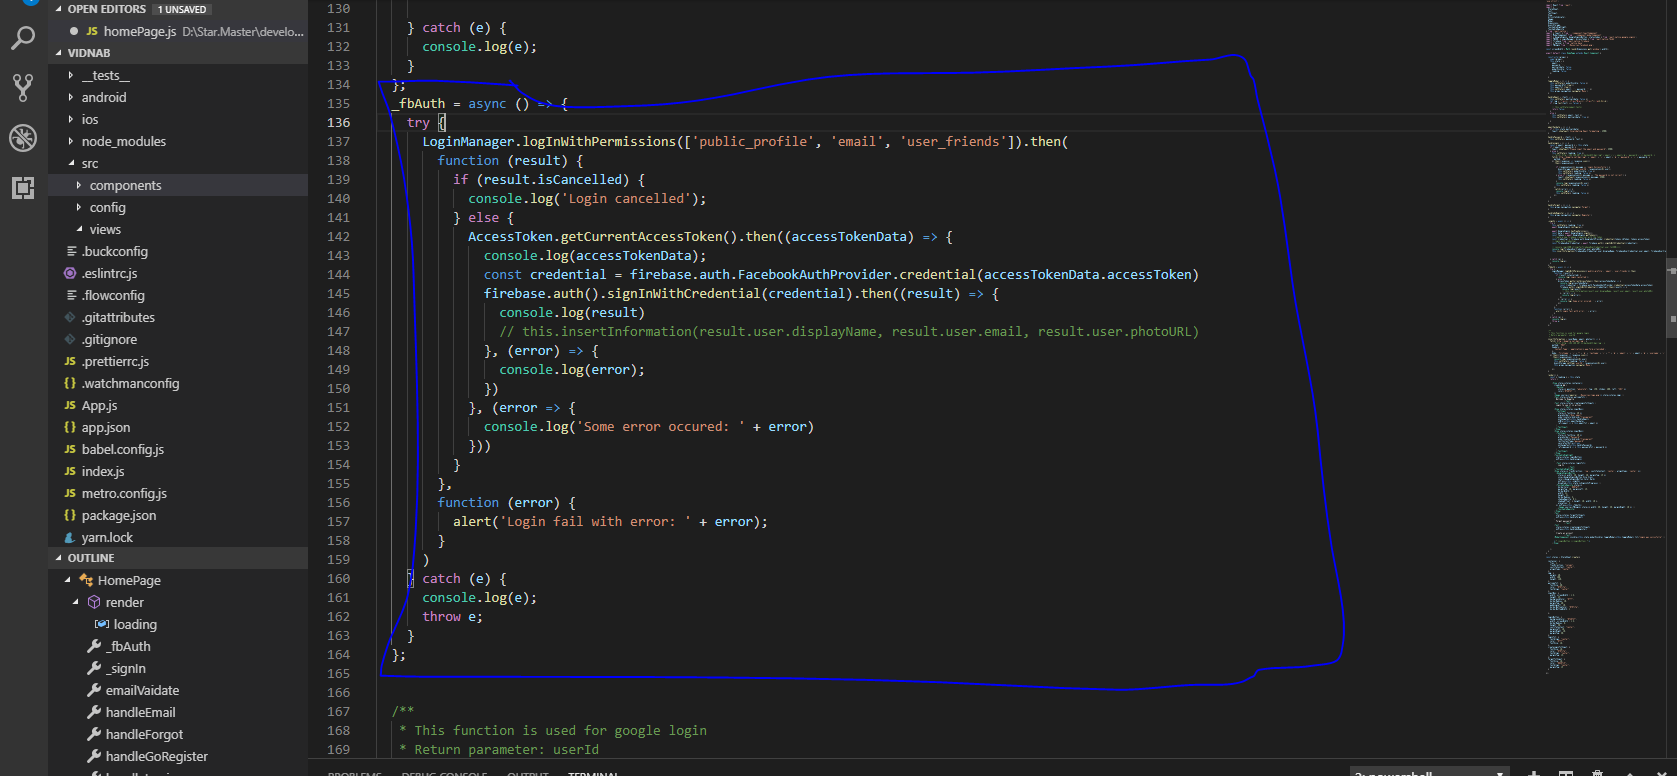 OPEN EDITORS 1 UNSAVED
JS homePage.js D:\Star.Master\develo...
VIDNAB
__tests__
android
ios
node_modules
src
components
config
views
.buckconfig
.eslintrc.js
.flowconfig
.gitattributes
.gitignore
JS .prettierrc.js
{} .watchmanconfig
JS App.js
{} app.json
JS babel.config.js
JS index.js
JS metro.config.js
{} package.json
yarn.lock
OUTLINE
HomePage
render
loading
_fbAuth
_signIn
emailVaidate
handleEmail
handleForgot
handleGoRegister
130
131 } catch (e) {
132 console.log(e);
133 }
134 };
135 _fbAuth = async () => {
136 try {
137 LoginManager.logInWithPermissions(['public_profile', 'email', 'user_friends']).then(
138 function (result) {
139 if (result.isCancelled) {
140 console.log('Login cancelled');
141 } else {
142 AccessToken.getCurrentAccessToken().then((accessTokenData) => {
143 console.log(accessTokenData);
144 const credential = firebase.auth.FacebookAuthProvider.credential(accessTokenData.accessToken)
145 firebase.auth().signInWithCredential(credential).then((result) => {
146 console.log(result)
147 // this.insertInformation(result.user.displayName, result.user.email, result.user.photoURL)
148 }, (error) => {
149 console.log(error);
150 })
151 }, (error => {
152 console.log('Some error occured: ' + error)
153 }))
154 }
155 },
156 function (error) {
157 alert('Login fail with error: ' + error);
158 }
159 )
160 } catch (e) {
161 console.log(e);
162 throw e;
163 }
164 };
165
166
167 /**
168 * This function is used for google login
169 * Return parameter: userId
PROBLEMS DEBUG CONSOLE OUTPUT TERMINAL 2: powershell